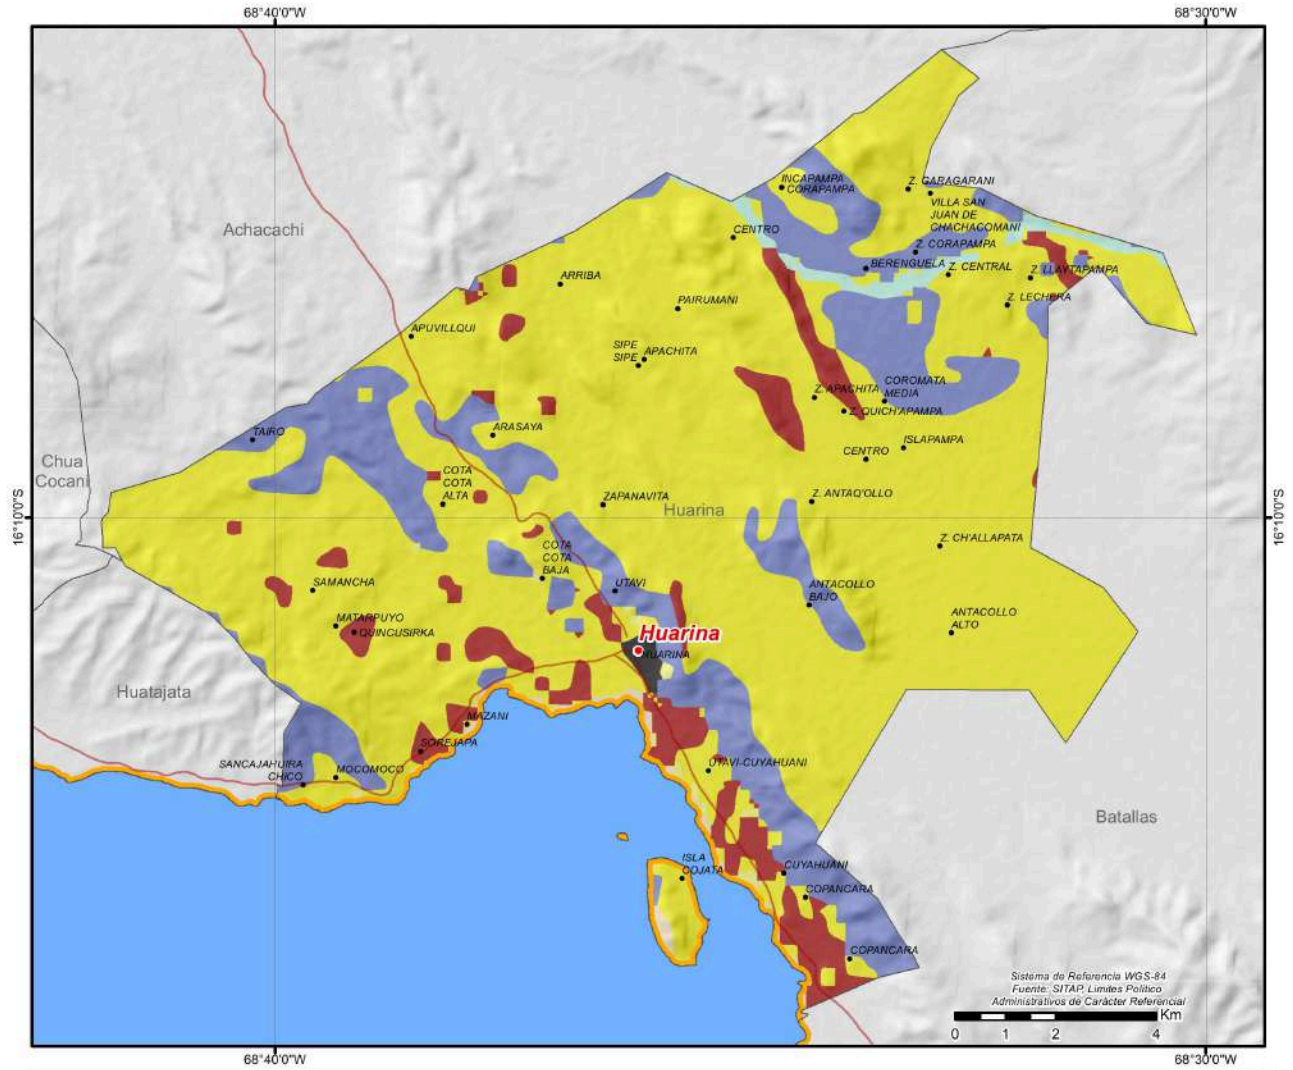 68°40'0"W
68°30'0"W
INCAPAMPA
CORAPAMPA
Z. GARAGARANI
VILLA SAN
JUAN DE
CHACHACOMANI
Achacachi
CENTRO
Z. CORAPAMPA
BERENGUELA
Z. CENTRAL
Z. LLAYTAPAMPA
ARRIBA
Z. LECHERA
PAIRUMANI
APUVILLQUI
SIPE
SIPE
APACHITA
COROMATA
MEDIA
Z. APACHITA
Z. QUICH'APAMPA
TAIRO
ARASAYA
ISLAPAMPA
CENTRO
Chua
Cocani
COTA
COTA
ALTA
ZAPANAVITA
Z. ANTAQ'OLLO
Huarina
16°10'0"S
16°10'0"S
Z. CH'ALLAPATA
COTA
COTA
BAJA
SAMANCHA
UTAVI
ANTACOLLO
BAJO
MATARPUYO
QUINCUSIRKA
ANTACOLLO
ALTO
Huarina
HUARINA
Huatajata
MAZANI
SOREJAPA
SANCAJAHUIRA
CHICO
MOCOMOCO
UTAVI-CUYAHUANI
Batallas
ISLA
COJATA
CUYAHUANI
COPANCARA
COPANCARA
Sistema de Referencia WGS-84
Fuente: SITAP, Limites Politico
Administrativos de Carácter Referencial
Km
0 1 2 4
68°40'0"W
68°30'0"W